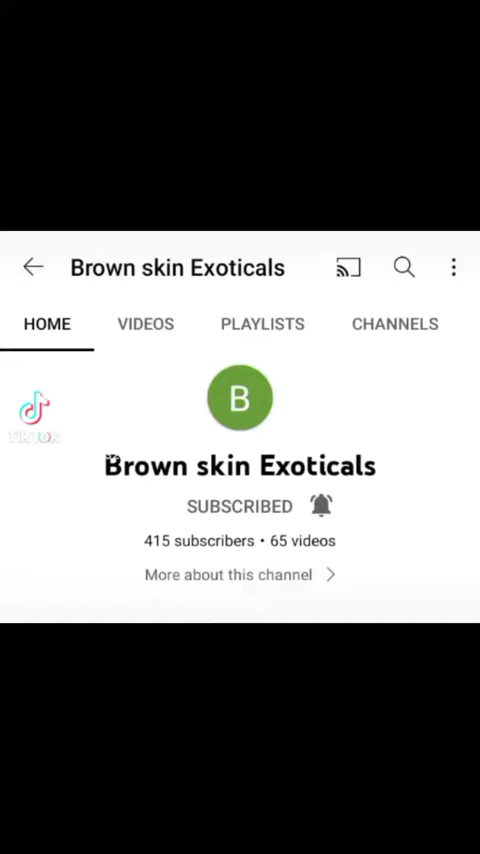 Brown skin Exoticals
HOME VIDEOS PLAYLISTS CHANNELS
B
TikTok
Brown skin Exoticals
SUBSCRIBED
415 subscribers • 65 videos
More about this channel